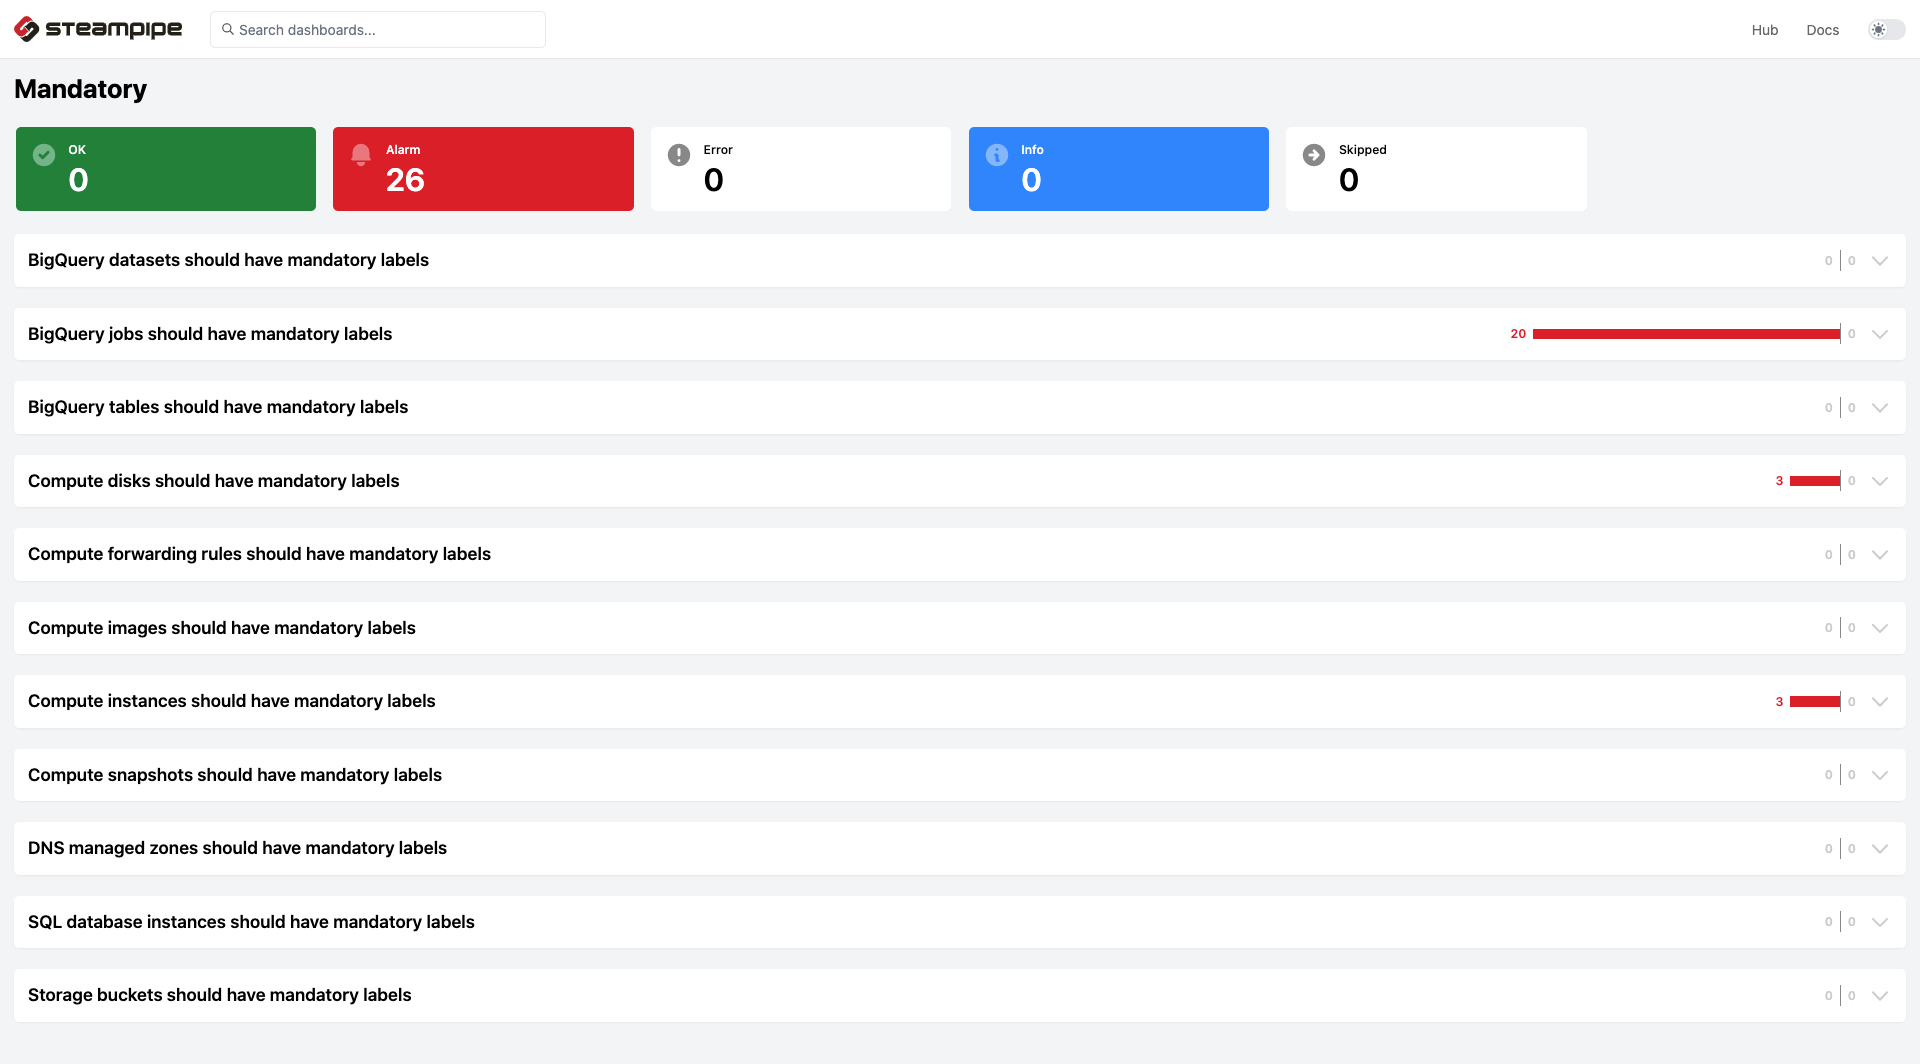 steampipe
Search dashboards...
Hub
Docs
Mandatory
OK
0
Alarm
26
Error
0
Info
0
Skipped
0
BigQuery datasets should have mandatory labels
0 0
BigQuery jobs should have mandatory labels
20 0
BigQuery tables should have mandatory labels
0 0
Compute disks should have mandatory labels
3 0
Compute forwarding rules should have mandatory labels
0 0
Compute images should have mandatory labels
0 0
Compute instances should have mandatory labels
3 0
Compute snapshots should have mandatory labels
0 0
DNS managed zones should have mandatory labels
0 0
SQL database instances should have mandatory labels
0 0
Storage buckets should have mandatory labels
0 0